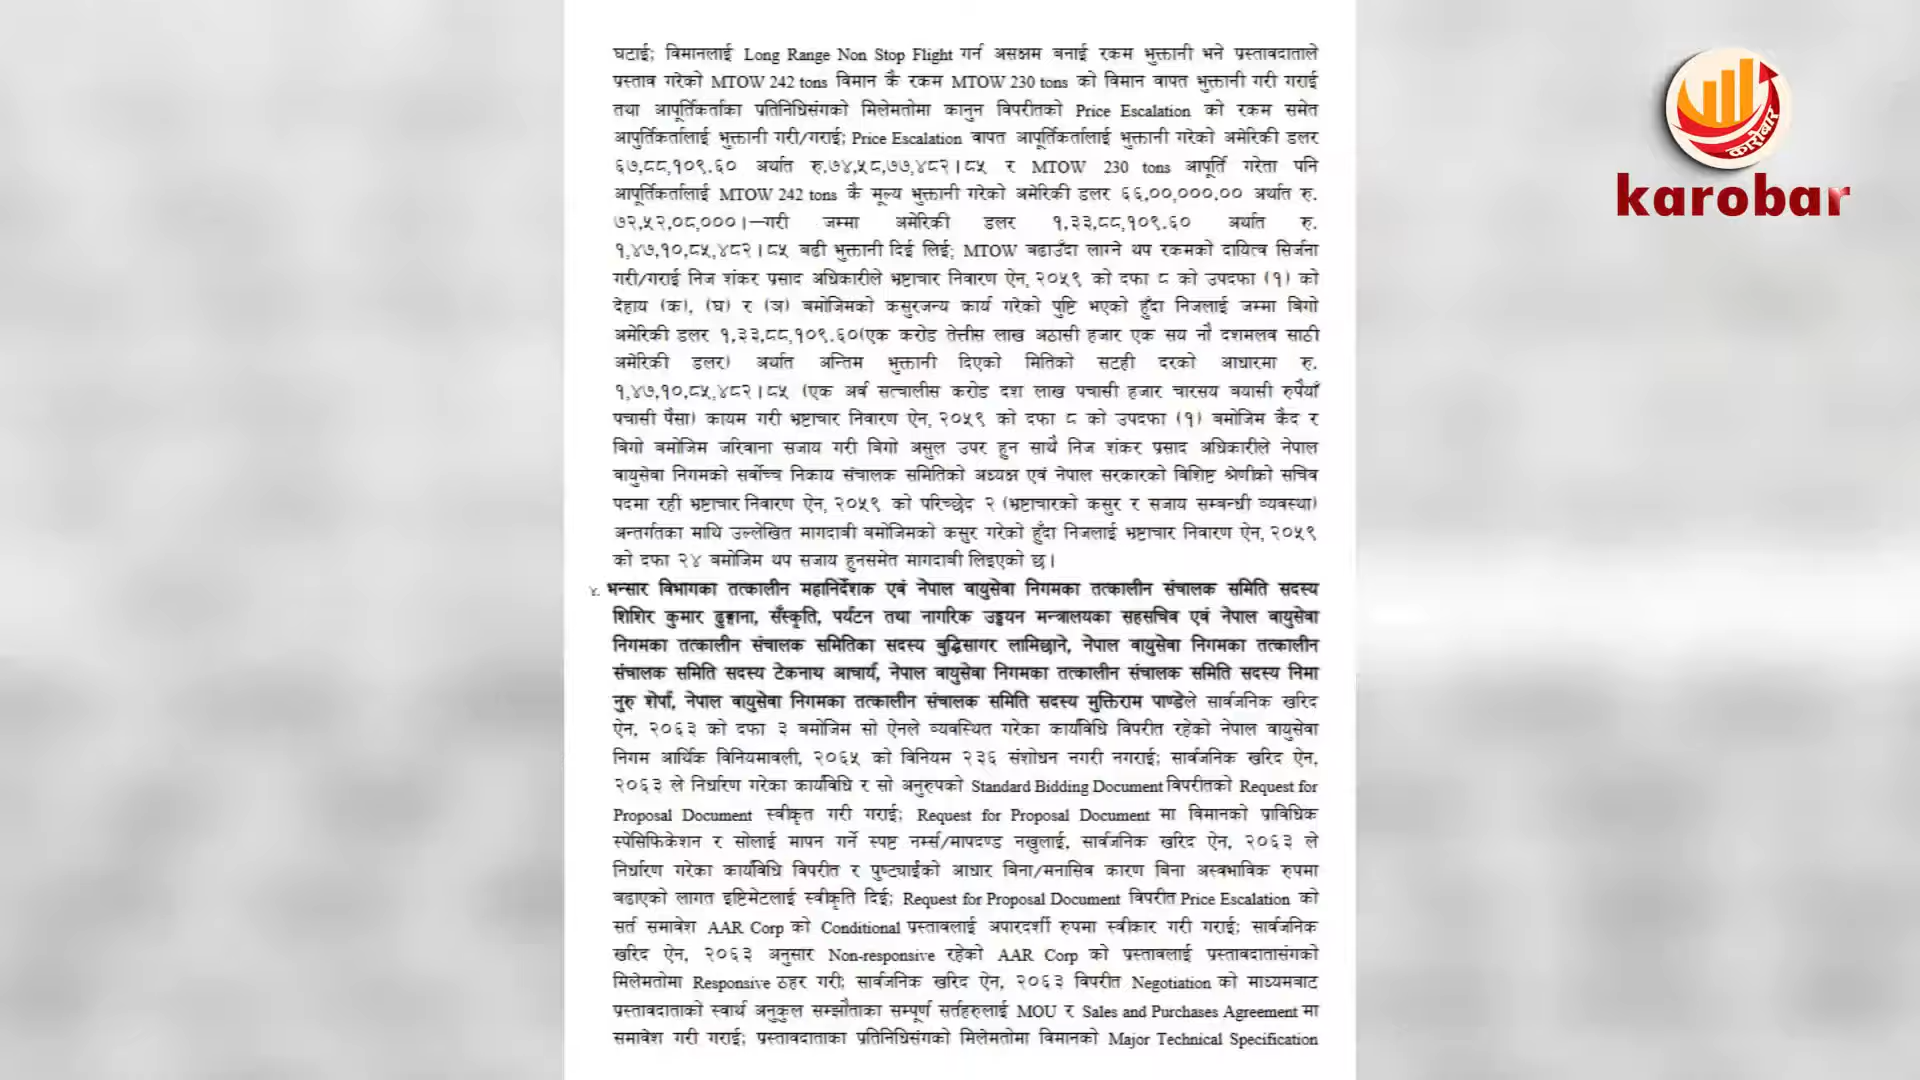 घटाई; विमानलाई Long Range Non Stop Flight गर्न असक्षम बनाई रकम भुक्तानी भने प्रस्तावदाताले
प्रस्ताव गरेको MTOW 242 tons विमान कै रकम MTOW 230 tons को विमान वापत भुक्तानी गरी गराई
तथा आपूर्तिकर्ताका प्रतिनिधिसंगको मिलेमतोमा कानुन विपरीतको Price Escalation को रकम समेत
आपुर्तिकर्तालाई भुक्तानी गरी/गराई; Price Escalation वापत आपूर्तिकर्तालाई भुक्तानी गरेको अमेरिकी डलर
६७,८८,१०९.६० अर्थात रु.७४,५८,७७,४८२।८५ र MTOW 230 tons आपूर्ति गरेता पनि
आपूर्तिकर्तालाई MTOW 242 tons कै मूल्य भुक्तानी गरेको अमेरिकी डलर ६६,००,०००.०० अर्थात रु.
७२,५२,०८,०००।–गरी जम्मा अमेरिकी डलर १,३३,८८,१०९.६० अर्थात रु.
१,४७,१०,८५,४८२।८५ बढी भुक्तानी दिई लिई; MTOW बढाउँदा लाग्ने थप रकमको दायित्व सिर्जना
गरी/गराई निज शंकर प्रसाद अधिकारीले भ्रष्टाचार निवारण ऐन, २०५९ को दफा ८ को उपदफा (१) को
देहाय (क), (घ) र (ञ) बमोजिमको कसुरजन्य कार्य गरेको पुष्टि भएको हुँदा निजलाई जम्मा बिगो
अमेरिकी डलर १,३३,८८,१०९.६०(एक करोड तेत्तीस लाख अठासी हजार एक सय नौ दशमलव साठी
अमेरिकी डलर) अर्थात अन्तिम भुक्तानी दिएको मितिको सटही दरको आधारमा रु.
१,४७,१०,८५,४८२।८५ (एक अर्व सत्चालीस करोड दश लाख पचासी हजार चारसय बयासी रुपैयाँ
पचासी पैसा) कायम गरी भ्रष्टाचार निवारण ऐन, २०५९ को दफा ८ को उपदफा (१) बमोजिम कैद र
बिगो बमोजिम जरिवाना सजाय गरी बिगो असुल उपर हुन साथै निज शंकर प्रसाद अधिकारीले नेपाल
वायुसेवा निगमको सर्वोच्च निकाय संचालक समितिको अध्यक्ष एवं नेपाल सरकारको विशिष्ट श्रेणीको सचिव
पदमा रही भ्रष्टाचार निवारण ऐन, २०५९ को परिच्छेद २ (भ्रष्टाचारको कसुर र सजाय सम्बन्धी व्यवस्था)
अन्तर्गतका माथि उल्लेखित मागदाबी बमोजिमको कसुर गरेको हुँदा निजलाई भ्रष्टाचार निवारण ऐन, २०५९
को दफा २४ बमोजिम थप सजाय हुनसमेत मागदाबी लिइएको छ।
४. भन्सार विभागका तत्कालीन महानिर्देशक एवं नेपाल वायुसेवा निगमका तत्कालीन संचालक समिति सदस्य
शिशिर कुमार ढुङ्गाना, सँस्कृति, पर्यटन तथा नागरिक उड्डयन मन्त्रालयका सहसचिव एवं नेपाल वायुसेवा
निगमका तत्कालीन संचालक समितिका सदस्य बुद्धिसागर लामिछाने, नेपाल वायुसेवा निगमका तत्कालीन
संचालक समिति सदस्य टेकनाथ आचार्य, नेपाल वायुसेवा निगमका तत्कालीन संचालक समिति सदस्य निमा
नुरु शेर्पा, नेपाल वायुसेवा निगमका तत्कालीन संचालक समिति सदस्य मुक्तिराम पाण्डेले सार्वजनिक खरिद
ऐन, २०६३ को दफा ३ बमोजिम सो ऐनले व्यवस्थित गरेका कार्यविधि विपरीत रहेको नेपाल वायुसेवा
निगम आर्थिक विनियमावली, २०६५ को विनियम २३६ संशोधन नगरी नगराई; सार्वजनिक खरिद ऐन,
२०६३ ले निर्धारण गरेका कार्यविधि र सो अनुरुपको Standard Bidding Document विपरीतको Request for
Proposal Document स्वीकृत गरी गराई; Request for Proposal Document मा विमानको प्राविधिक
स्पेसिफिकेशन र सोलाई मापन गर्ने स्पष्ट नर्म्स/मापदण्ड नखुलाई, सार्वजनिक खरिद ऐन, २०६३ ले
निर्धारण गरेका कार्यविधि विपरीत र पुष्ट्याईंको आधार बिना/मनासिव कारण बिना अस्वभाविक रुपमा
बढाएको लागत इष्टिमेटलाई स्वीकृति दिई; Request for Proposal Document विपरीत Price Escalation को
सर्त समावेश AAR Corp को Conditional प्रस्तावलाई अपारदर्शी रुपमा स्वीकार गरी गराई; सार्वजनिक
खरिद ऐन, २०६३ अनुसार Non-responsive रहेको AAR Corp को प्रस्तावलाई प्रस्तावदातासंगको
मिलेमतोमा Responsive ठहर गरी; सार्वजनिक खरिद ऐन, २०६३ विपरीत Negotiation को माध्यमबाट
प्रस्तावदाताको स्वार्थ अनुकुल सम्झौताका सम्पूर्ण सर्तहरुलाई MOU र Sales and Purchases Agreement मा
समावेश गरी गराई; प्रस्तावदाताका प्रतिनिधिसंगको मिलेमतोमा विमानको Major Technical Specification
कारोबार
karobar